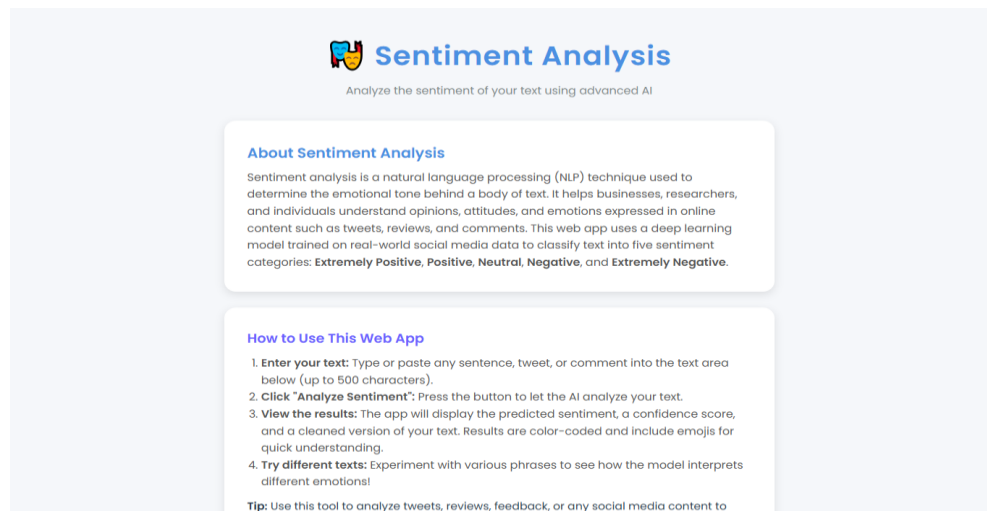 Sentiment Analysis
Analyze the sentiment of your text using advanced AI
About Sentiment Analysis
Sentiment analysis is a natural language processing (NLP) technique used to
determine the emotional tone behind a body of text. It helps businesses, researchers,
and individuals understand opinions, attitudes, and emotions expressed in online
content such as tweets, reviews, and comments. This web app uses a deep learning
model trained on real-world social media data to classify text into five sentiment
categories: Extremely Positive, Positive, Neutral, Negative, and Extremely Negative.
How to Use This Web App
1. Enter your text: Type or paste any sentence, tweet, or comment into the text area
below (up to 500 characters).
2. Click "Analyze Sentiment": Press the button to let the AI analyze your text.
3. View the results: The app will display the predicted sentiment, a confidence score,
and a cleaned version of your text. Results are color-coded and include emojis for
quick understanding.
4. Try different texts: Experiment with various phrases to see how the model interprets
different emotions!
Tip: Use this tool to analyze tweets, reviews, feedback, or any social media content to